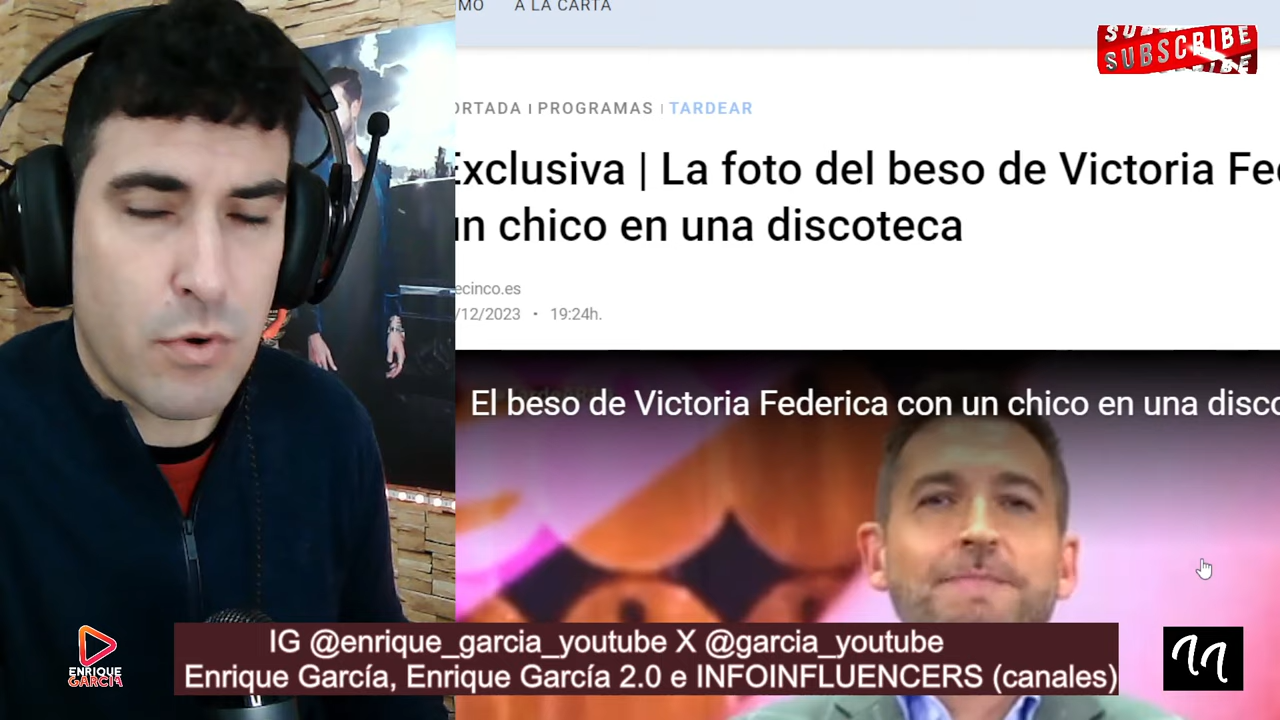 MO A LA CARTA
SUBSCRIBE
ORTADA | PROGRAMAS | TARDEAR
Exclusiva | La foto del beso de Victoria Fe
un chico en una discoteca
ecinco.es
/12/2023 • 19:24h.
El beso de Victoria Federica con un chico en una disco
IG @enrique_garcia_youtube X @garcia_youtube
Enrique García, Enrique García 2.0 e INFOINFLUENCERS (canales)
ENRIQUE
GARCÍA